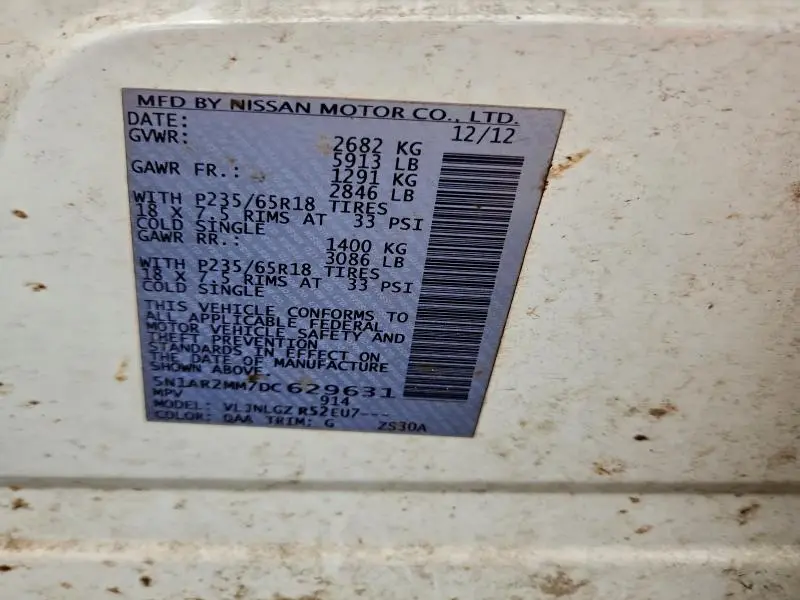 MFD BY NISSAN MOTOR CO., LTD.
DATE: 12/12
GVWR: 2682 KG
5913 LB
GAWR FR.: 1291 KG
2846 LB
WITH P235/65R18 TIRES
18 X 7.5 RIMS AT 33 PSI
COLD SINGLE
GAWR RR.: 1400 KG
3086 LB
WITH P235/65R18 TIRES
18 X 7.5 RIMS AT 33 PSI
COLD SINGLE
THIS VEHICLE CONFORMS TO
ALL APPLICABLE FEDERAL
MOTOR VEHICLE SAFETY AND
THEFT PREVENTION
STANDARDS IN EFFECT ON
THE DATE OF MANUFACTURE
SHOWN ABOVE.
5N1AR2MM7DC 629631
MPV 914
MODEL: VLJNLGZ R52EU7---
COLOR: QAA TRIM: G ZS30A